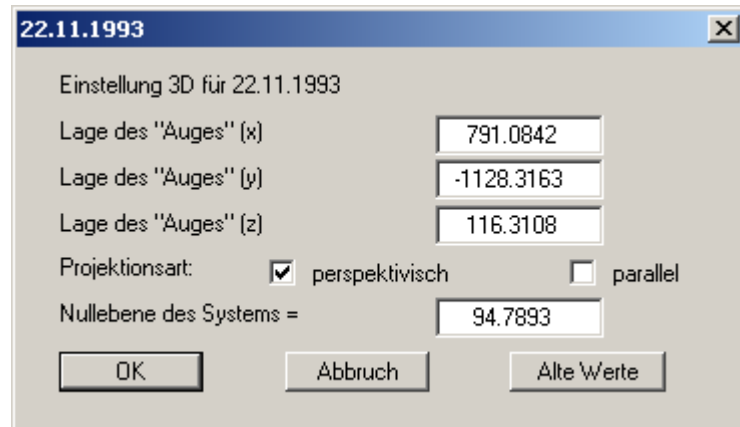 22.11.1993
Einstellung 3D für 22.11.1993
Lage des "Auges" (x) 791.0842
Lage des "Auges" (y) -1128.3163
Lage des "Auges" (z) 116.3108
Projektionsart: perspektivisch parallel
Nullebene des Systems = 94.7893
OK Abbruch Alte Werte